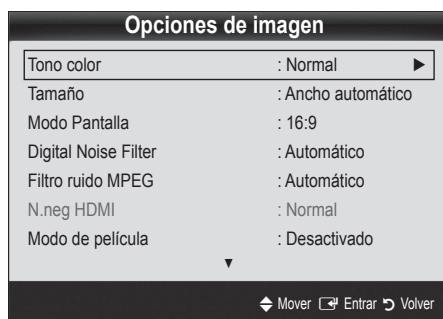 Opciones de imagen
Tono color : Normal ►
Tamaño : Ancho automático
Modo Pantalla : 16:9
Digital Noise Filter : Automático
Filtro ruido MPEG : Automático
N.neg HDMI : Normal
Modo de película : Desactivado
▼
Mover Entrar Volver